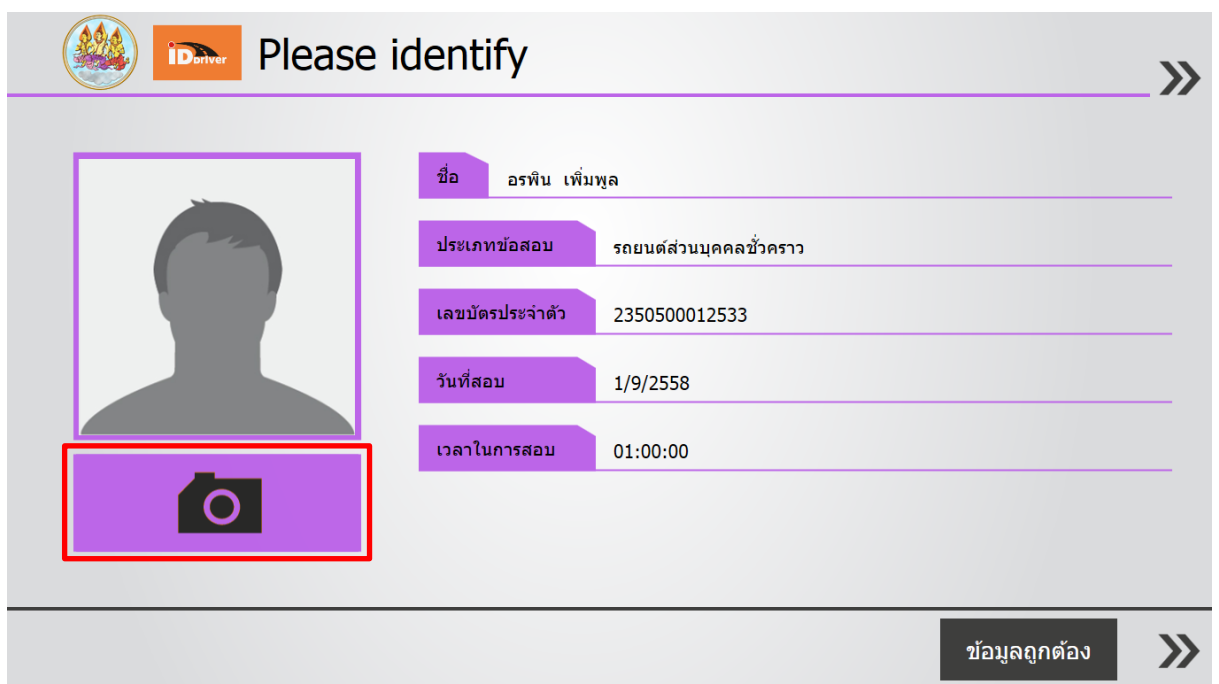 iDDriver Please identify
ชื่อ อรพิน เพิ่มพูล
ประเภทข้อสอบ รถยนต์ส่วนบุคคลชั่วคราว
เลขบัตรประจำตัว 2350500012533
วันที่สอบ 1/9/2558
เวลาในการสอบ 01:00:00
ข้อมูลถูกต้อง